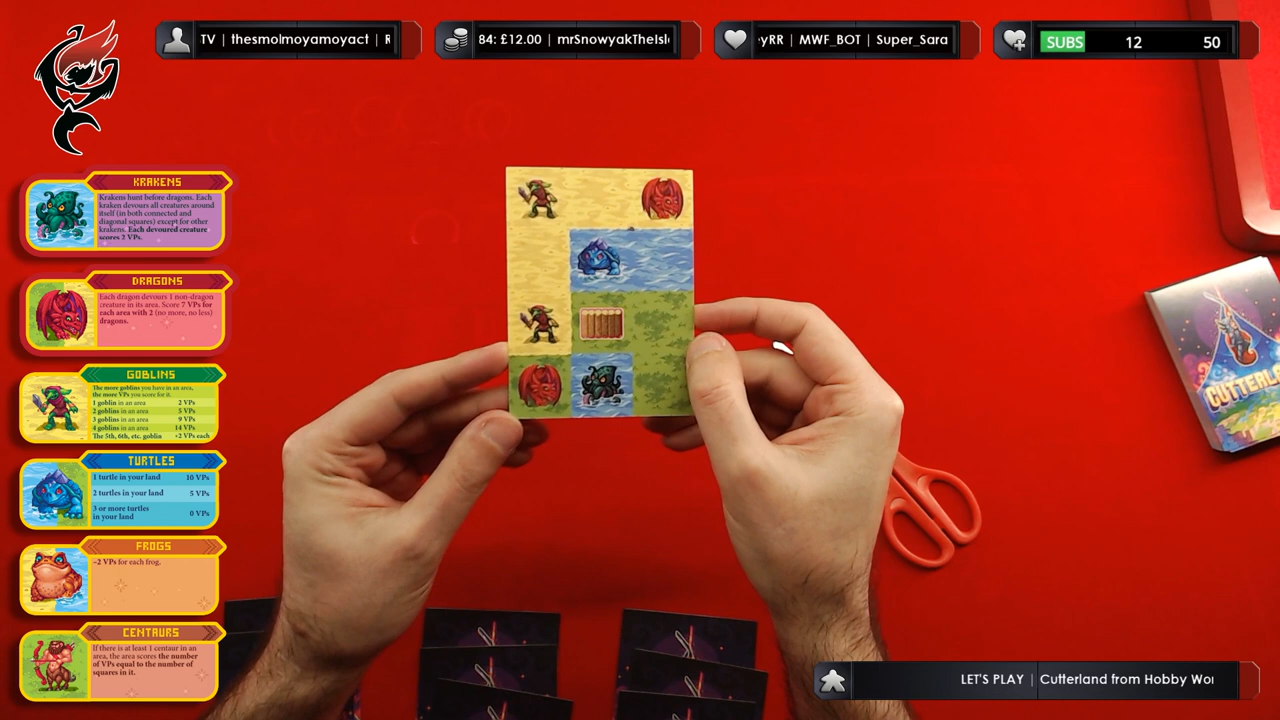 TV | thesmolmoyamoyact | R
84: £12.00 | mrSnowyakTheIsl
yRR | MWF_BOT | Super_Sara
SUBS 12 50
KRAKENS
Krakens hunt before dragons. Each
kraken devours all creatures around
itself (in both connected and
diagonal squares) except for other
krakens. Each devoured creature
scores 2 VPs.
DRAGONS
Each dragon devours 1 non-dragon
creature in its area. Score 7 VPs for
each area with 2 (no more, no less)
dragons.
GOBLINS
The more goblins you have in an area,
the more VPs you score for it.
1 goblin in an area 2 VPs
2 goblins in an area 5 VPs
3 goblins in an area 9 VPs
4 goblins in an area 14 VPs
The 5th, 6th, etc. goblin +2 VPs each
TURTLES
1 turtle in your land 10 VPs
2 turtles in your land 5 VPs
3 or more turtles
in your land 0 VPs
FROGS
-2 VPs for each frog.
CENTAURS
If there is at least 1 centaur in an
area, the area scores the number
of VPs equal to the number of
squares in it.
CUTTERLA
LET'S PLAY | Cutterland from Hobby Wor